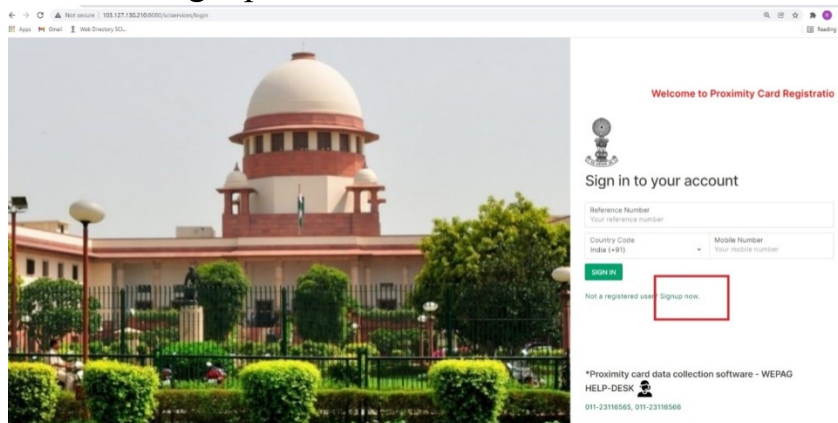 Not secure | 103.127.130.210:8080/sciservices/login
Apps
Gmail
Web Directory SCI...
Reading
Welcome to Proximity Card Registratio
Sign in to your account
Reference Number
Your reference number
Country Code
India (+91)
Mobile Number
Your mobile number
SIGN IN
Not a registered user? Signup now.
*Proximity card data collection software - WEPAG
HELP-DESK
011-23116565, 011-23116566